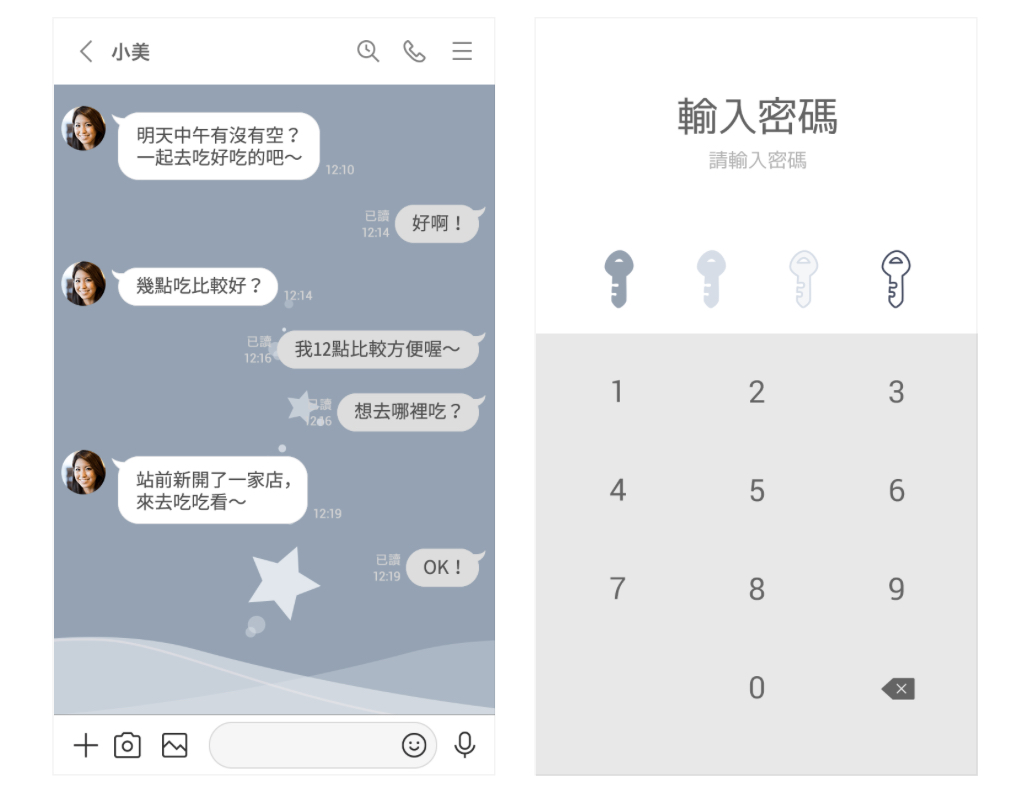 小美
明天中午有沒有空？
一起去吃好吃的吧～
12:10
已讀
12:14
好啊！
幾點吃比較好？
12:14
已讀
12:16
我12點比較方便喔～
已讀
12:16
想去哪裡吃？
站前新開了一家店，
來去吃吃看～
12:19
已讀
12:19
OK！
輸入密碼
請輸入密碼
1 2 3
4 5 6
7 8 9
0